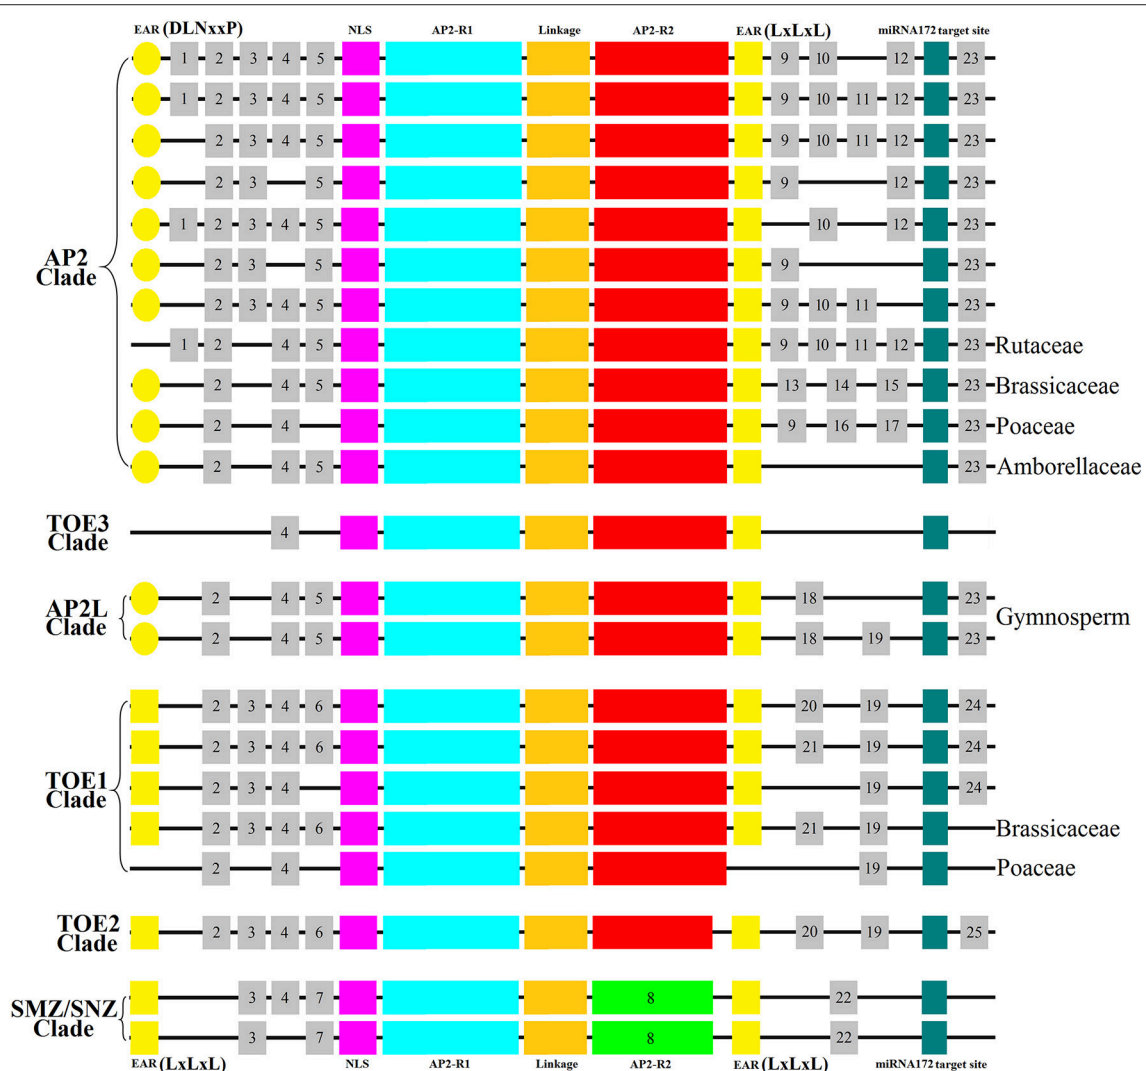 EAR (DLNxxP) NLS AP2-R1 Linkage AP2-R2 EAR (LxLxL) miRNA172 target site
1 2 3 4 5 9 10 12 23
1 2 3 4 5 9 10 11 12 23
2 3 4 5 9 10 11 12 23
2 3 5 9 12 23
1 2 3 4 5 10 12 23
AP2
Clade
2 3 5 9 23
2 3 4 5 9 10 11 23
1 2 4 5 9 10 11 12 23 Rutaceae
2 4 5 13 14 15 23 Brassicaceae
2 4 9 16 17 23 Poaceae
2 4 5 23 Amborellaceae
TOE3
Clade
4
AP2L
Clade
2 4 5 18 23
Gymnosperm
2 4 5 18 19 23
2 3 4 6 20 19 24
2 3 4 6 21 19 24
TOE1
Clade
2 3 4 19 24
2 3 4 6 21 19 Brassicaceae
2 4 19 Poaceae
TOE2
Clade
2 3 4 6 20 19 25
SMZ/SNZ
Clade
3 4 7 8 22
3 7 8 22
EAR (LxLxL) NLS AP2-R1 Linkage AP2-R2 EAR (LxLxL) miRNA172 target site